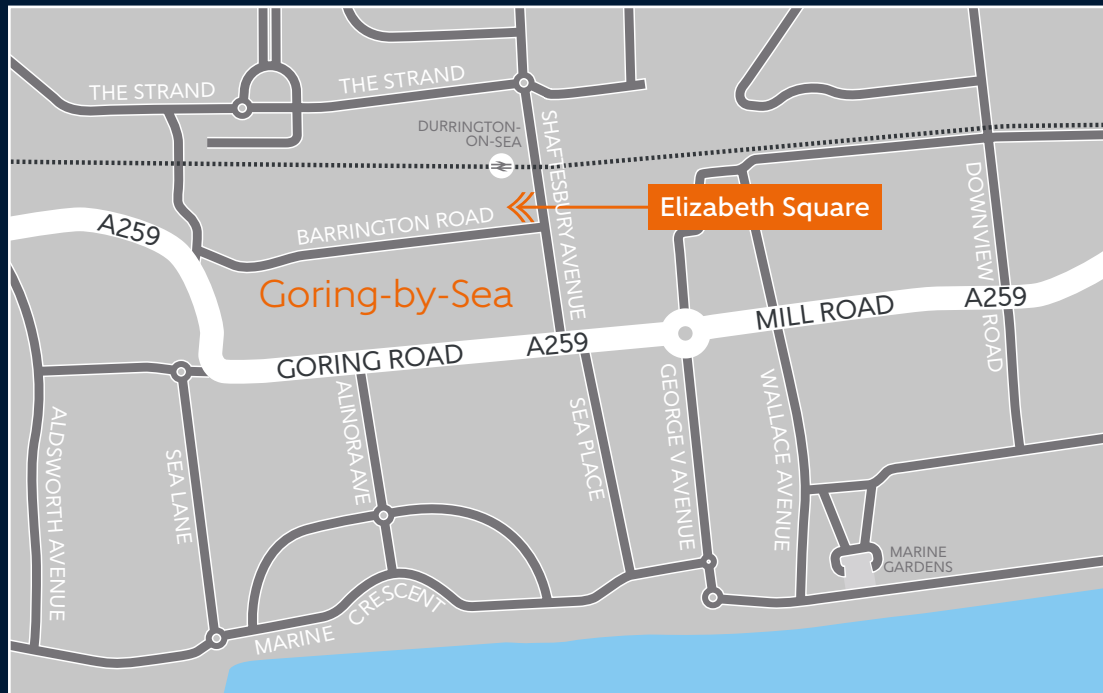 THE STRAND
THE STRAND
DURRINGTON-
ON-SEA
SHAFTESBURY AVENUE
Elizabeth Square
DOWNVIEW ROAD
A259
BARRINGTON ROAD
Goring-by-Sea
A259
MILL ROAD
GORING ROAD
A259
ALDSWORTH AVENUE
SEA LANE
ALINORA AVE
SEA PLACE
GEORGE V AVENUE
WALLACE AVENUE
MARINE
GARDENS
MARINE CRESCENT